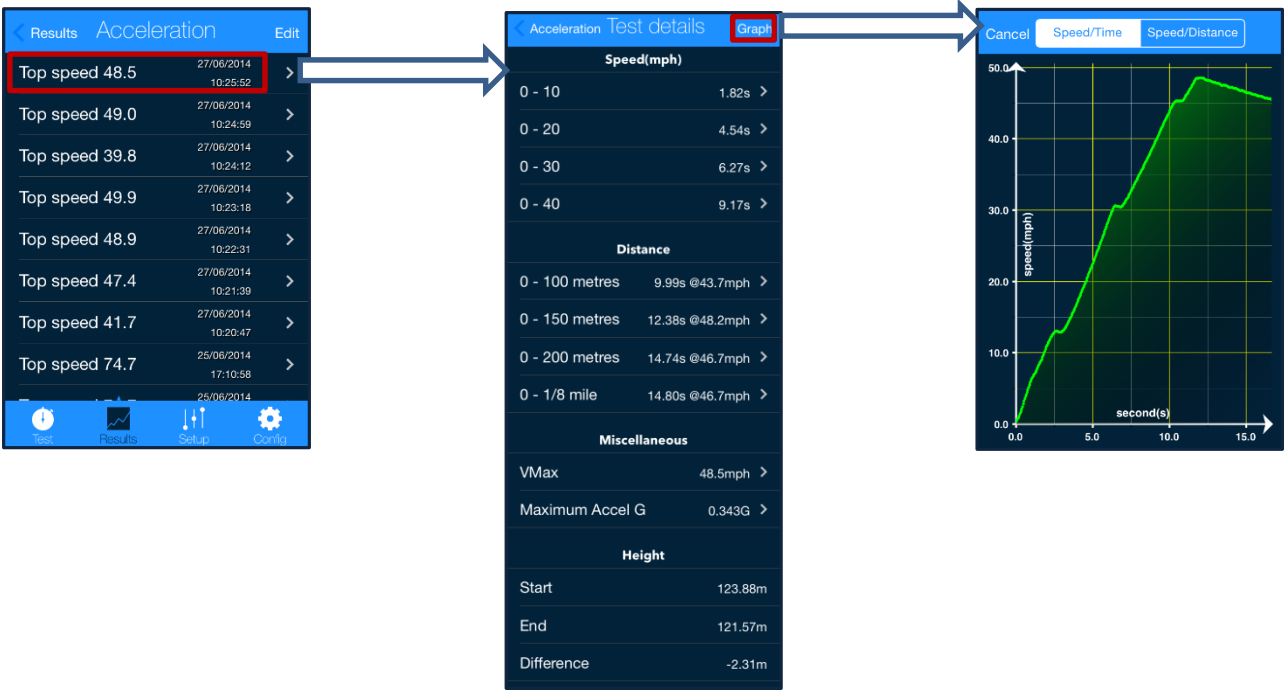 Results Acceleration Edit
Top speed 48.5 27/06/2014
10:25:52
Top speed 49.0 27/06/2014
10:24:59
Top speed 39.8 27/06/2014
10:24:12
Top speed 49.9 27/06/2014
10:23:18
Top speed 48.9 27/06/2014
10:22:31
Top speed 47.4 27/06/2014
10:21:39
Top speed 41.7 27/06/2014
10:20:47
Top speed 74.7 25/06/2014
17:10:58
25/06/2014
Test Results Setup Config
Acceleration Test details Graph
Speed(mph)
0 - 10 1.82s
0 - 20 4.54s
0 - 30 6.27s
0 - 40 9.17s
Distance
0 - 100 metres 9.99s @43.7mph
0 - 150 metres 12.38s @48.2mph
0 - 200 metres 14.74s @46.7mph
0 - 1/8 mile 14.80s @46.7mph
Miscellaneous
VMax 48.5mph
Maximum Accel G 0.343G
Height
Start 123.88m
End 121.57m
Difference -2.31m
Cancel Speed/Time Speed/Distance
50.0
40.0
30.0
speed(mph)
20.0
10.0
second(s)
0.0
0.0 5.0 10.0 15.0